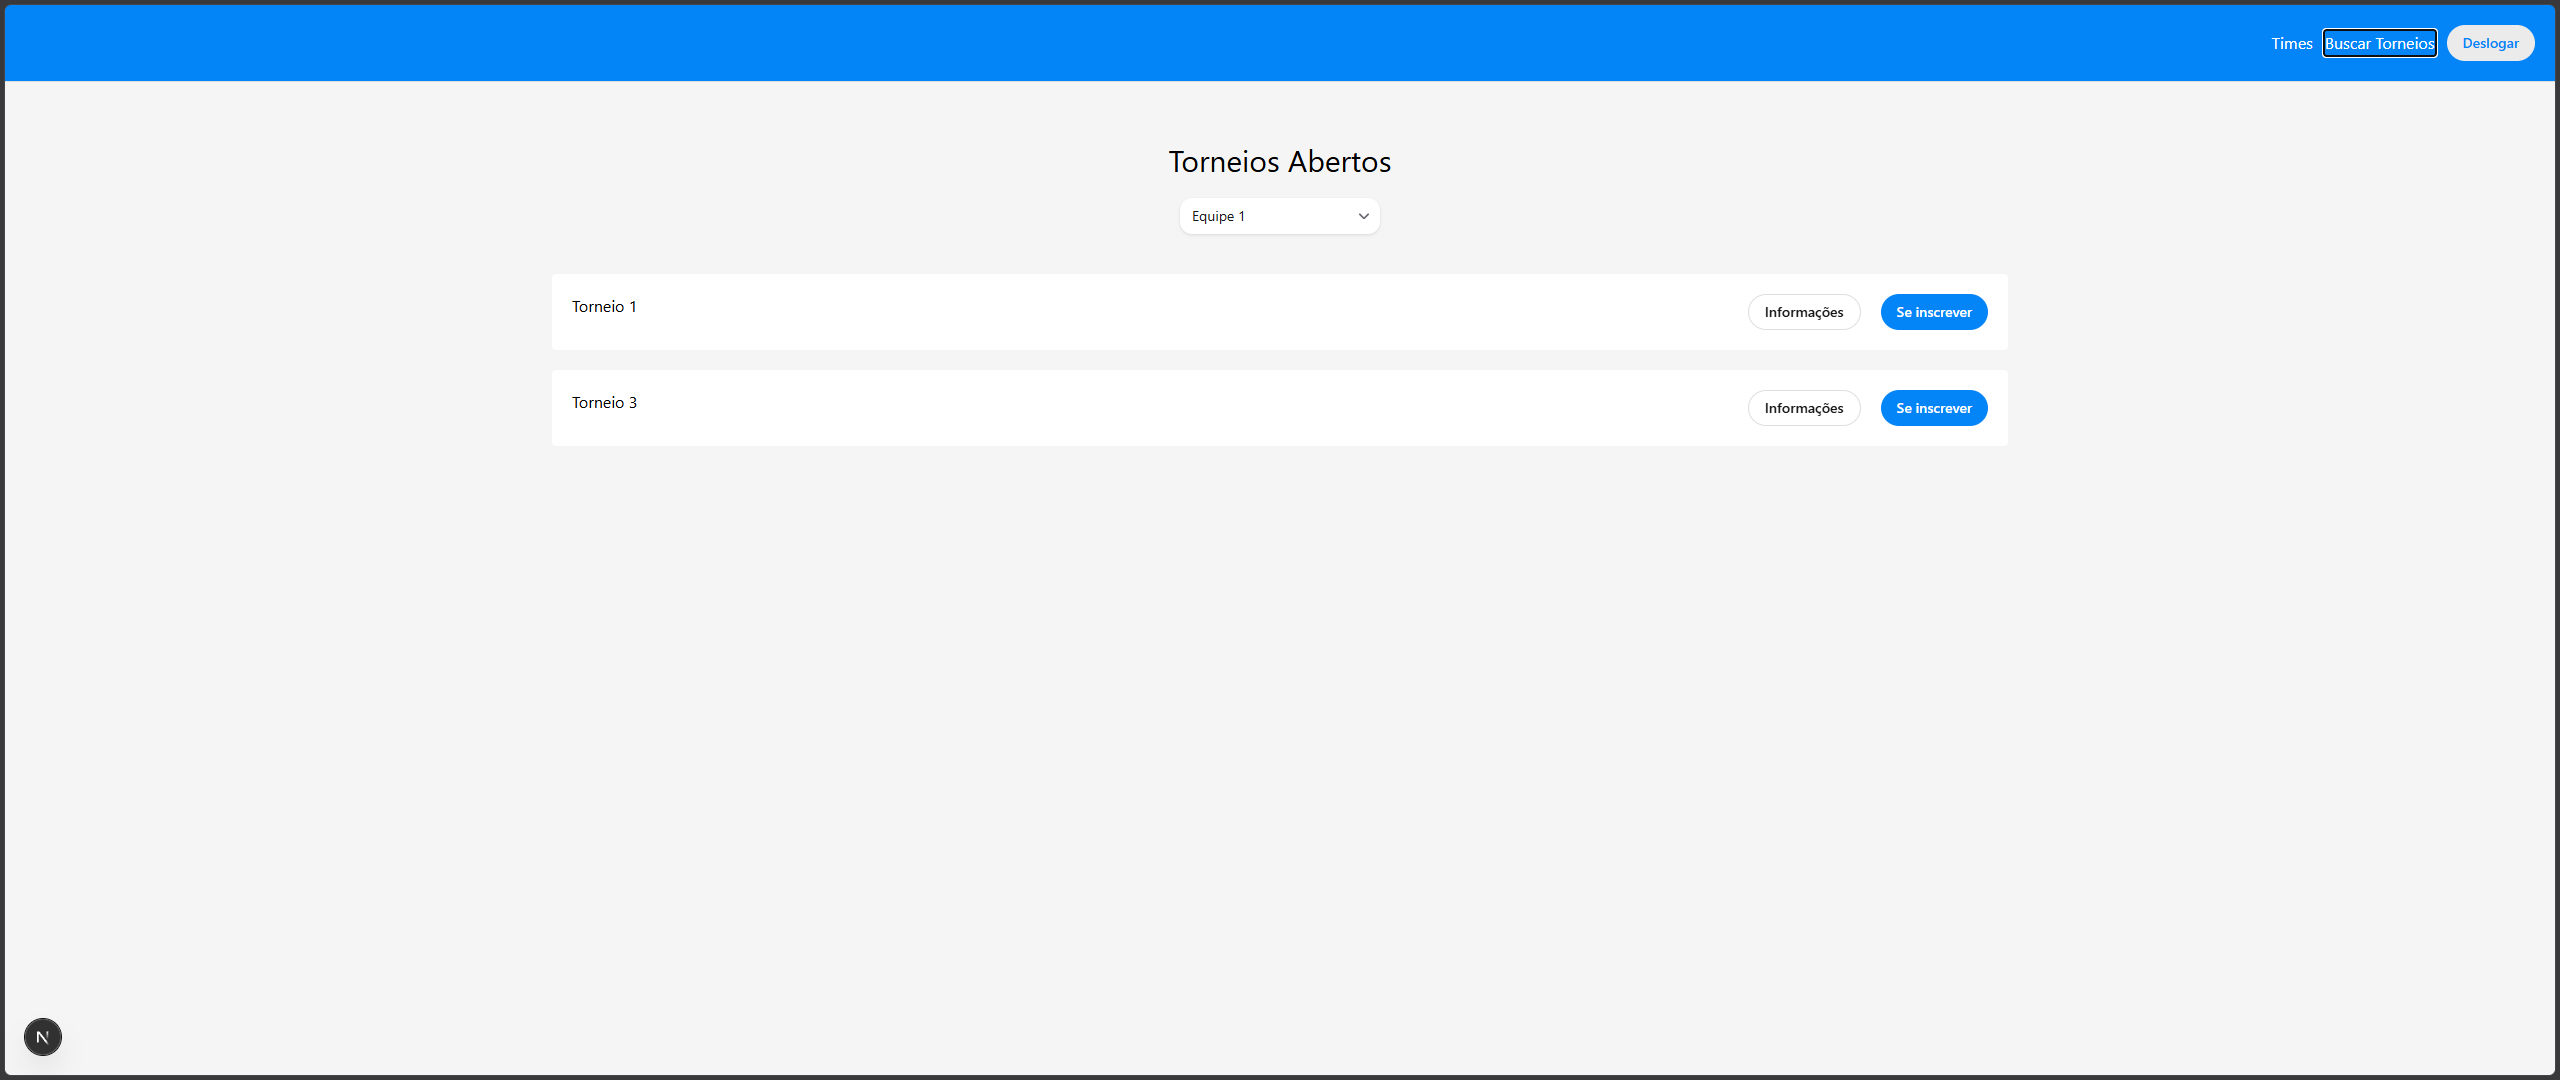 Times Buscar Torneios Deslogar
Torneios Abertos
Equipe 1
Torneio 1 Informações Se inscrever
Torneio 3 Informações Se inscrever
N